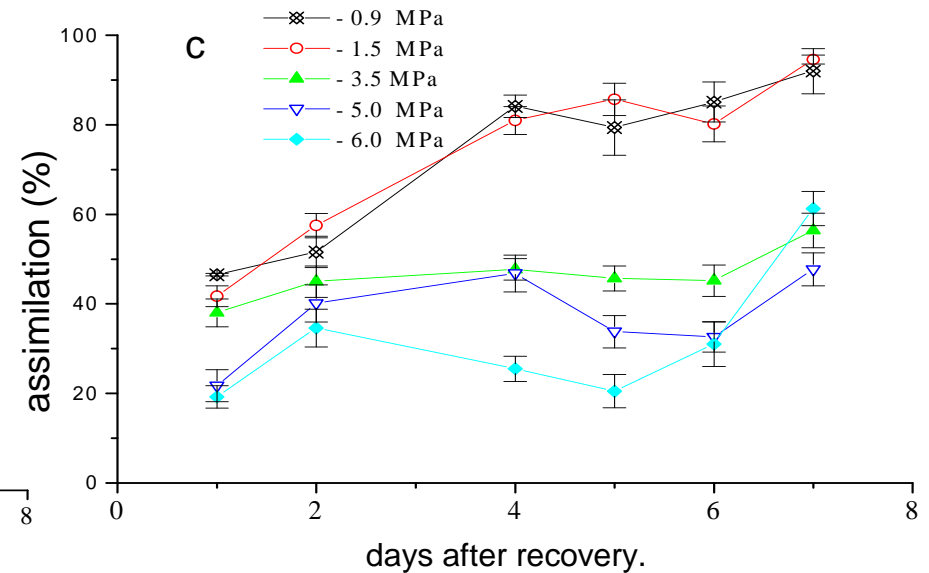 c
- 0.9 MPa
- 1.5 MPa
- 3.5 MPa
- 5.0 MPa
- 6.0 MPa
assimilation (%)
100
80
60
40
20
0
8
0 2 4 6 8
days after recovery.